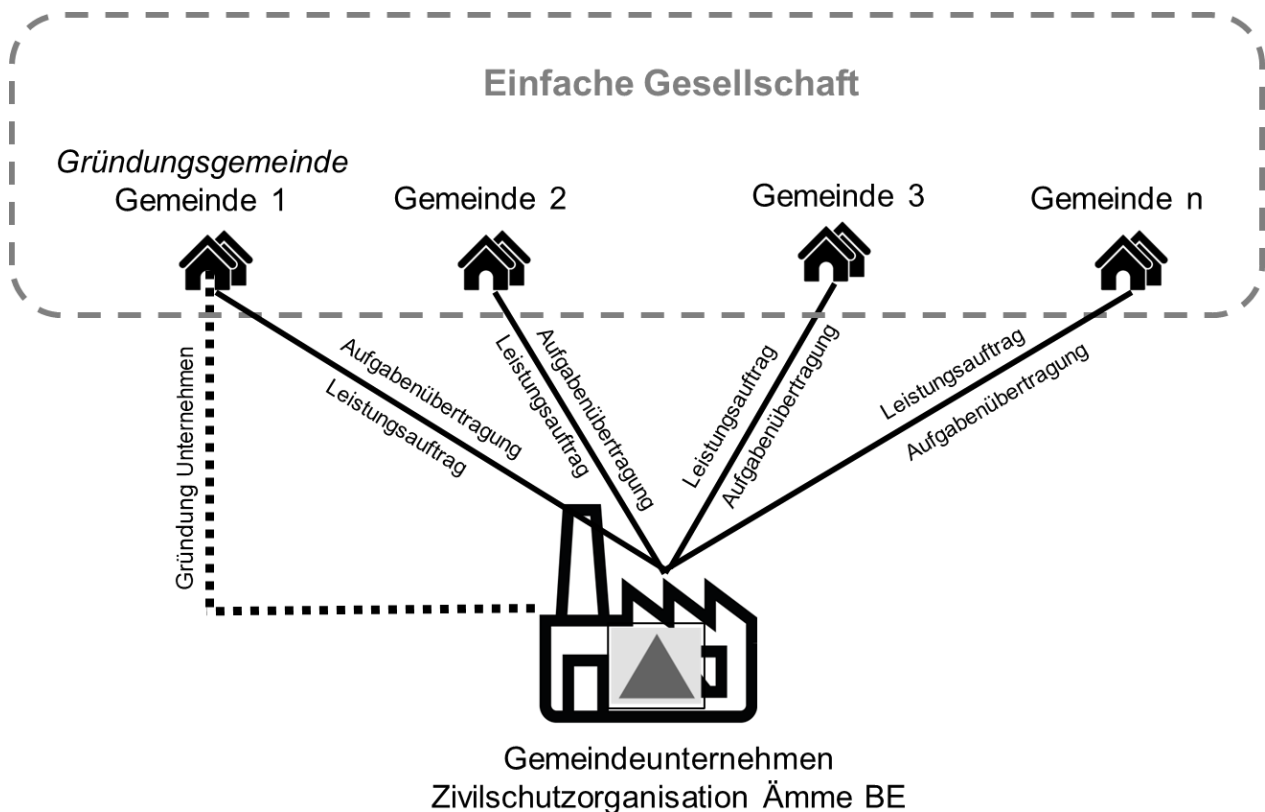 Einfache Gesellschaft
Gründungsgemeinde
Gemeinde 1
Gemeinde 2
Gemeinde 3
Gemeinde n
Gründung Unternehmen
Aufgabenübertragung
Leistungsauftrag
Aufgabenübertragung
Leistungsauftrag
Leistungsauftrag
Aufgabenübertragung
Leistungsauftrag
Aufgabenübertragung
Gemeindeunternehmen
Zivilschutzorganisation Ämme BE